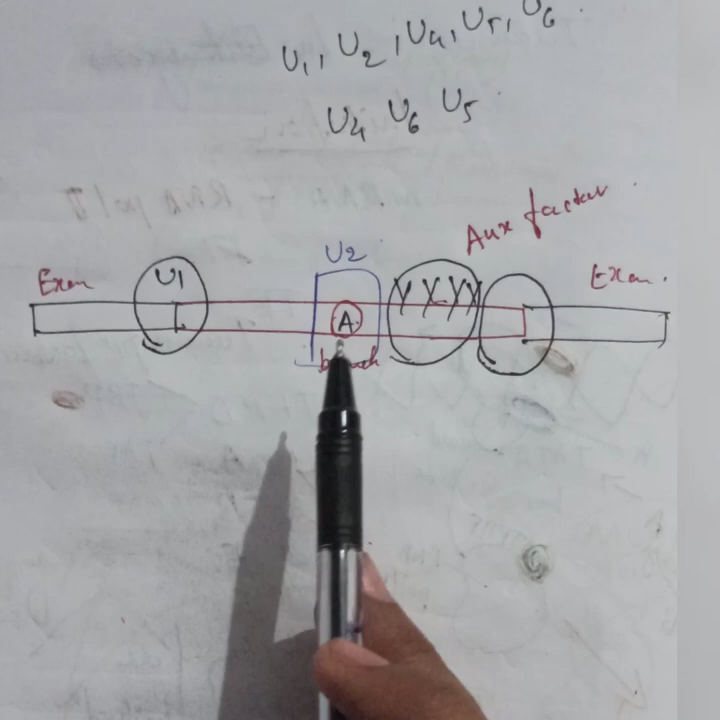 U1, U2, U4, U5, U6.
U4 U6 U5
Aux factor
U2
Exon
U1
Y Y Y Y
Exon.
A
branch